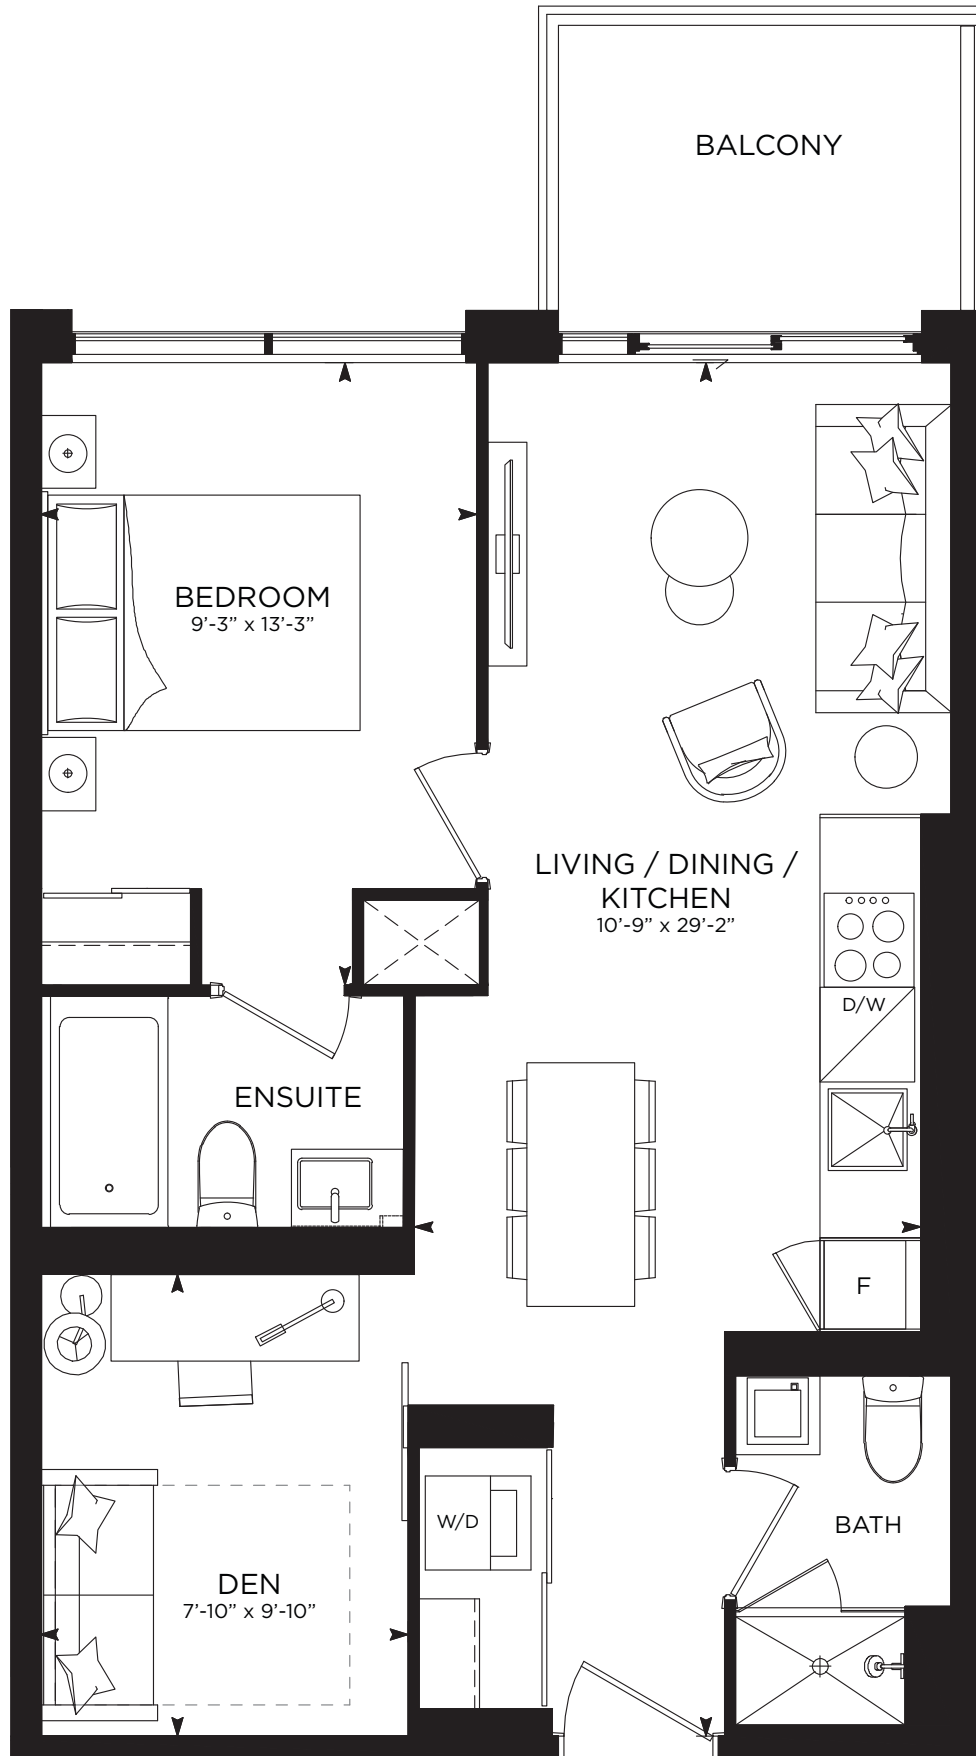 BALCONY
BEDROOM
9’-3” x 13’-3”
LIVING / DINING /
KITCHEN
10’-9” x 29’-2”
D/W
ENSUITE
F
W/D
BATH
DEN
7’-10” x 9’-10”